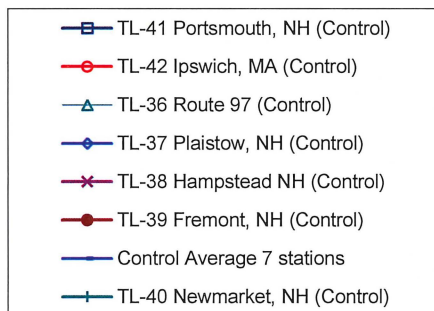 TL-41 Portsmouth, NH (Control)
TL-42 Ipswich, MA (Control)
TL-36 Route 97 (Control)
TL-37 Plaistow, NH (Control)
TL-38 Hampstead NH (Control)
TL-39 Fremont, NH (Control)
Control Average 7 stations
TL-40 Newmarket, NH (Control)